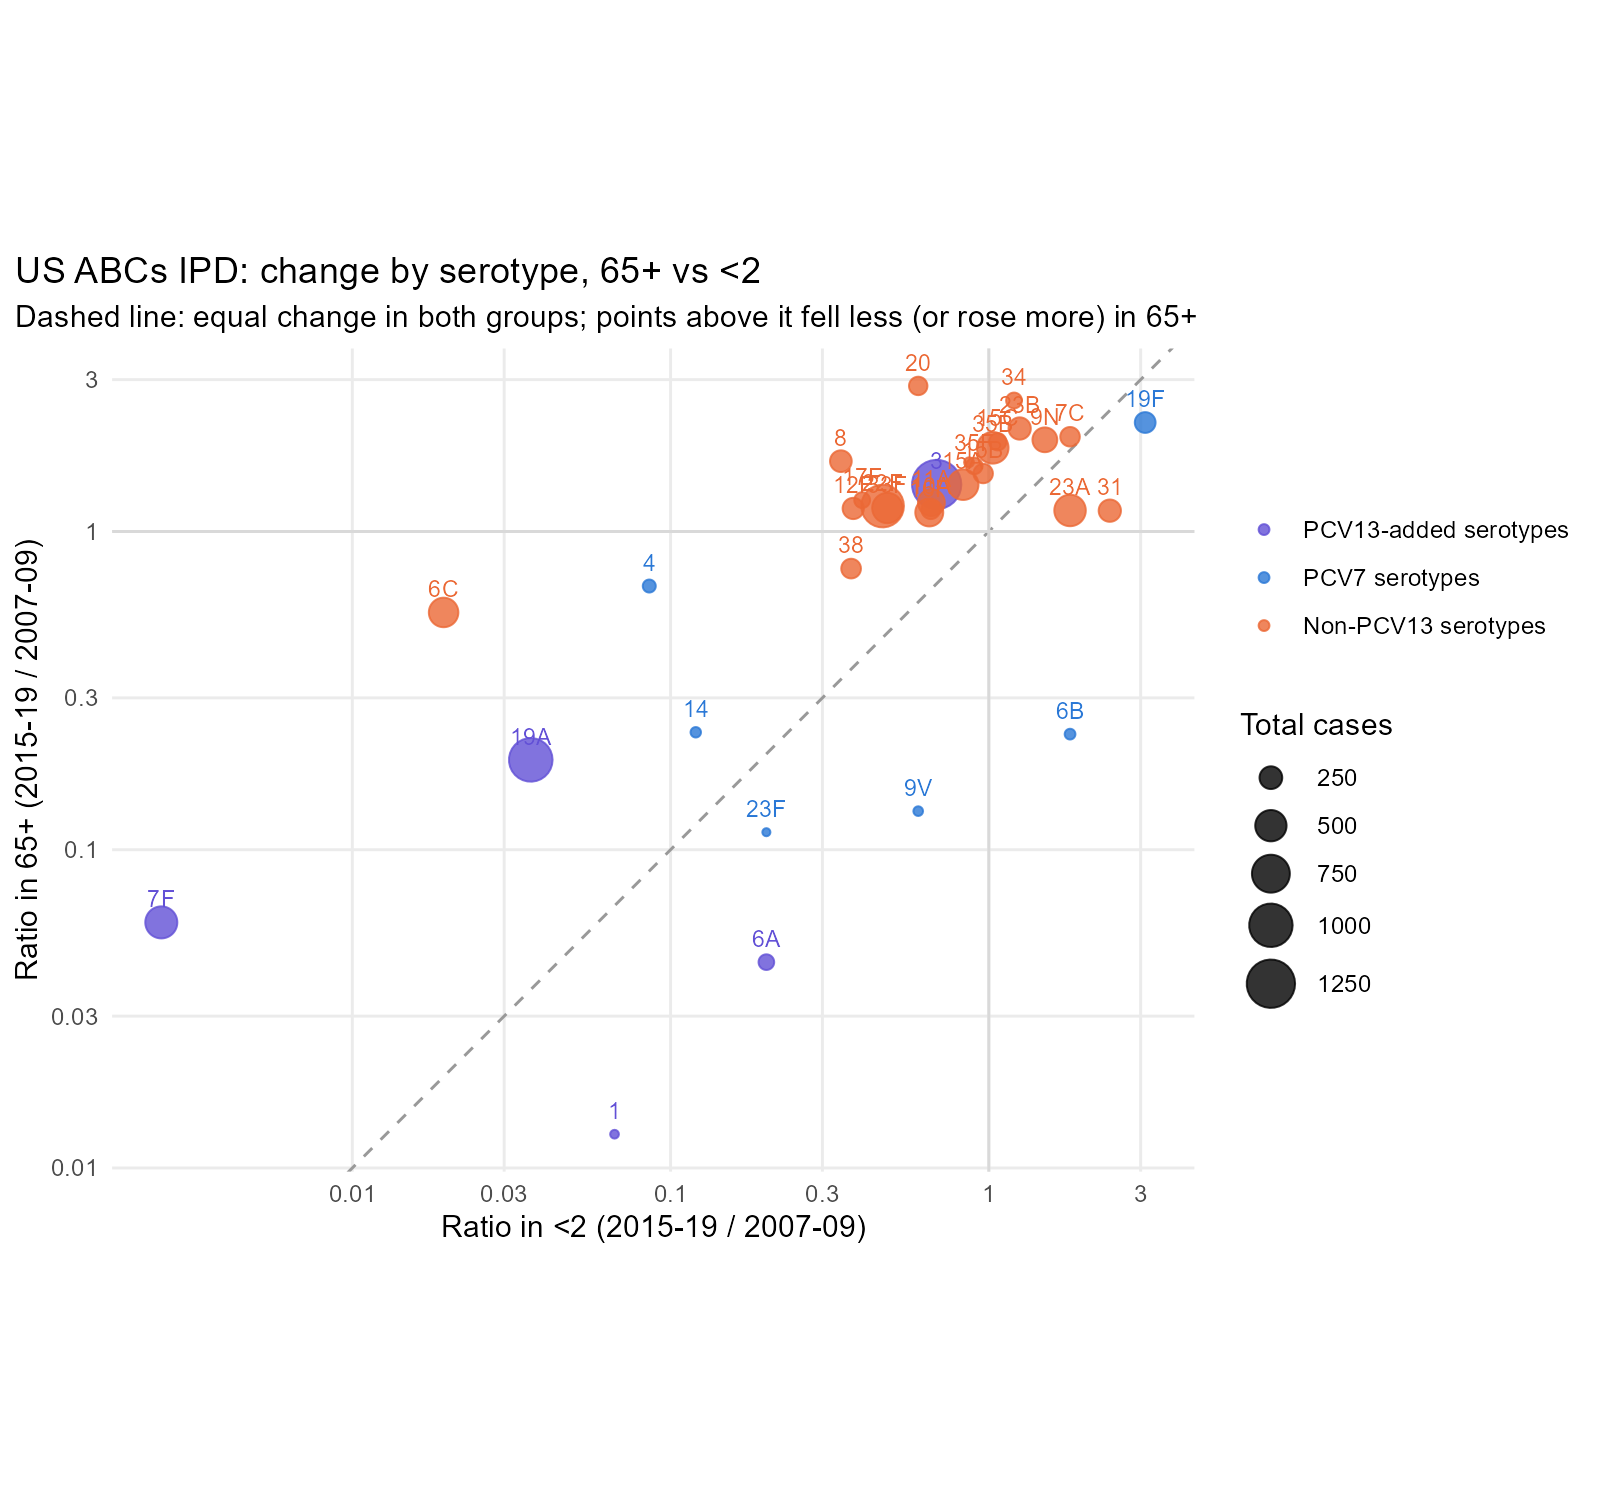 US ABCs IPD: change by serotype, 65+ vs <2
Dashed line: equal change in both groups; points above it fell less (or rose more) in 65+
20
34
19F
23B
7C
9N
35B
8
3
17F
23A
31
38
4
6C
14
6B
19A
9V
23F
7F
6A
1
3
1
0.3
0.1
0.03
0.01
0.01
0.03
0.1
0.3
1
3
Ratio in 65+ (2015-19 / 2007-09)
Ratio in <2 (2015-19 / 2007-09)
PCV13-added serotypes
PCV7 serotypes
Non-PCV13 serotypes
Total cases
250
500
750
1000
1250